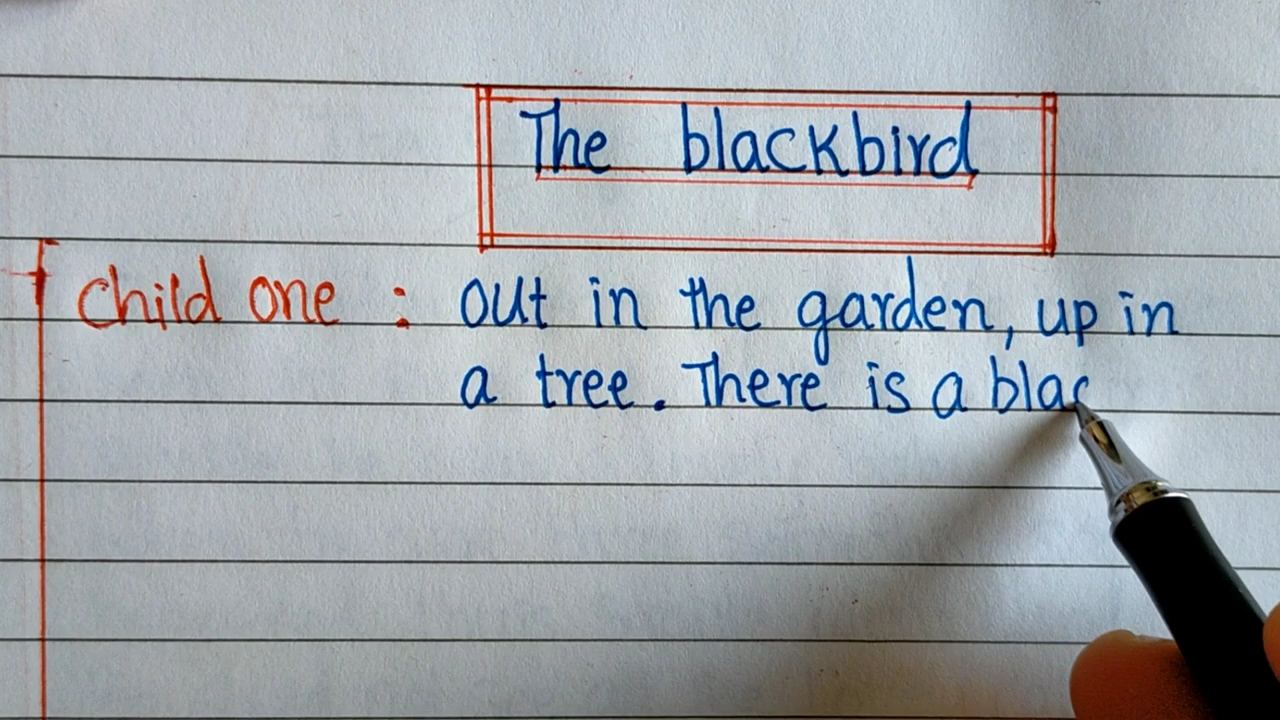 The blackbird
Child one : out in the garden, up in
a tree. There is a blac